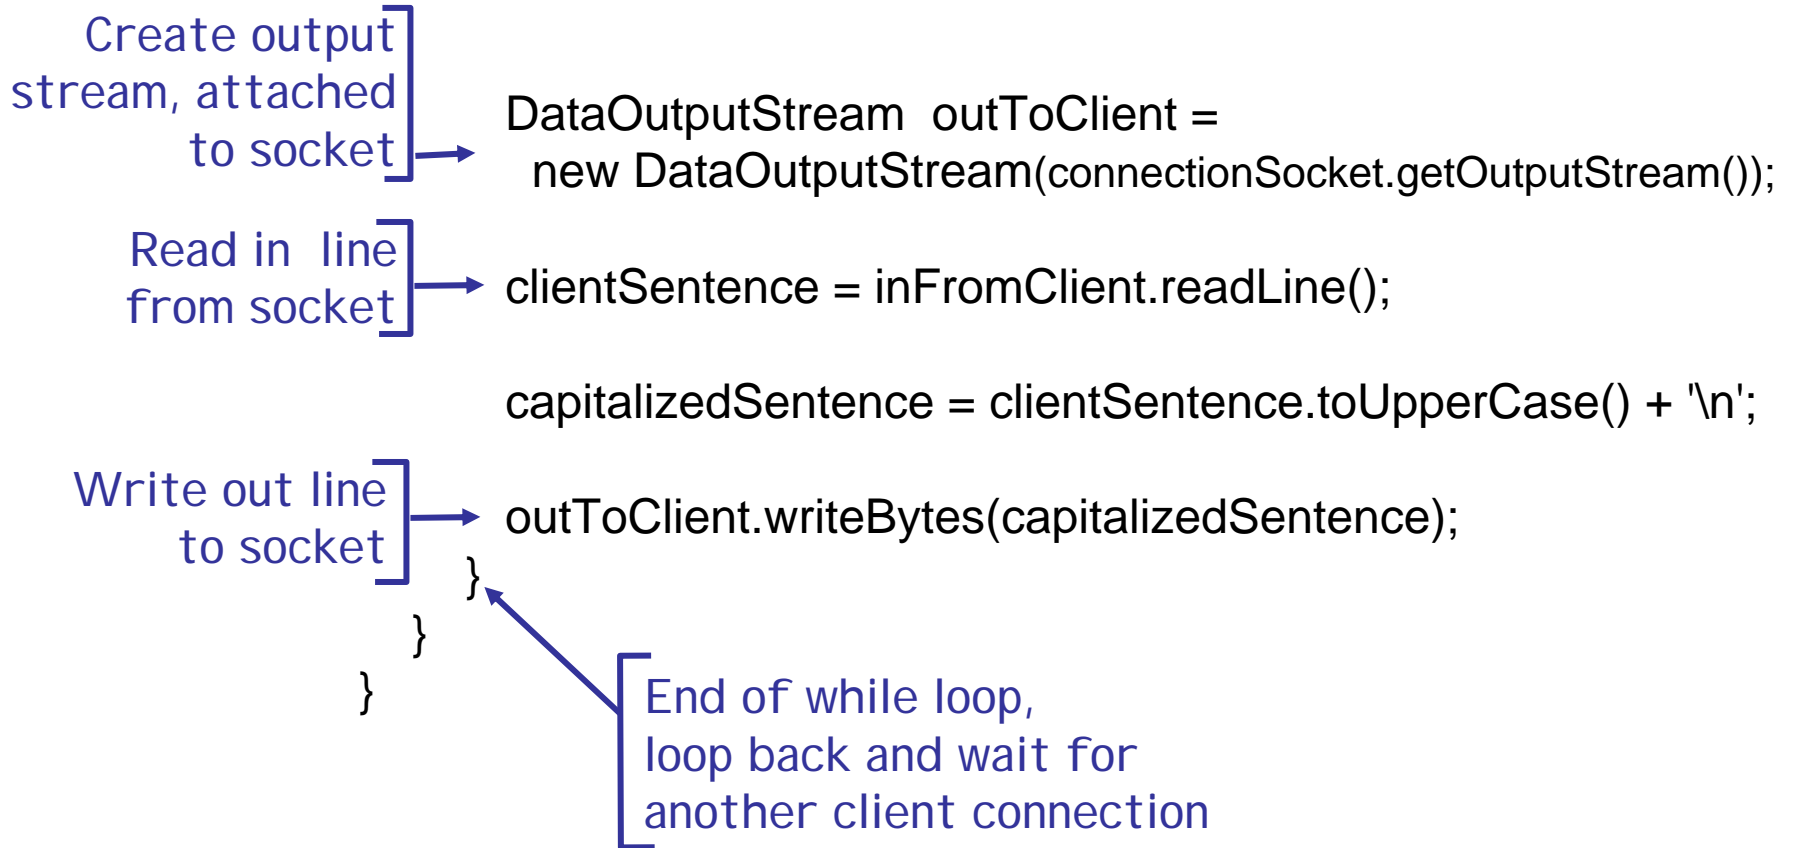 Create output
stream, attached
to socket
DataOutputStream outToClient =
new DataOutputStream(connectionSocket.getOutputStream());
Read in line
from socket
clientSentence = inFromClient.readLine();
capitalizedSentence = clientSentence.toUpperCase() + '\n';
Write out line
to socket
outToClient.writeBytes(capitalizedSentence);
}
}
}
End of while loop,
loop back and wait for
another client connection